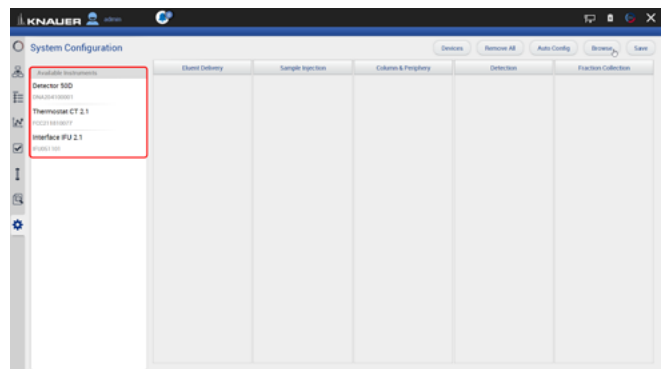 KNAUER admin
System Configuration
Devices Remove All Auto Config Browse Save
Available Instruments
Eluent Delivery Sample Injection Column & Periphery Detection Fraction Collection
Detector 50D
Thermostat CT 2.1
Interface IFU 2.1